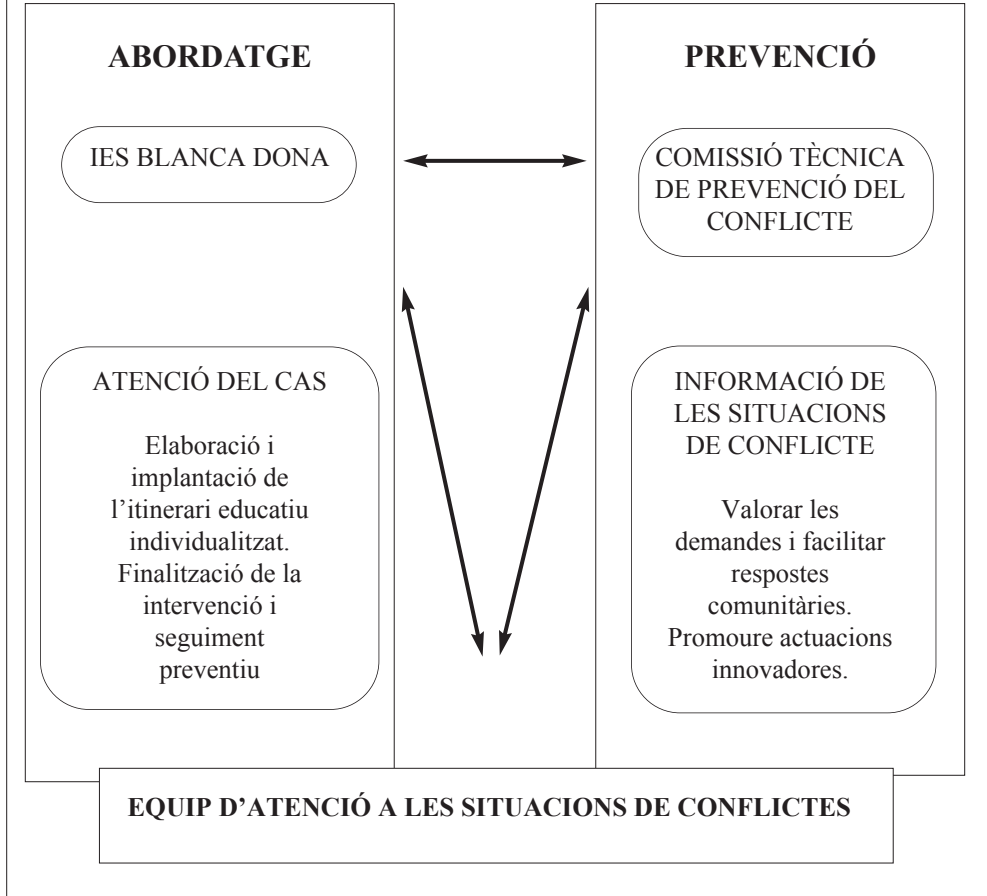 ABORDATGE
IES BLANCA DONA
ATENCIÓ DEL CAS
Elaboració i
implantació de
l’itinerari educatiu
individualitzat.
Finalització de la
intervenció i
seguiment
preventiu
PREVENCIÓ
COMISSIÓ TÈCNICA
DE PREVENCIÓ DEL
CONFLICTE
INFORMACIÓ DE
LES SITUACIONS
DE CONFLICTE
Valorar les
demandes i facilitar
respostes
comunitàries.
Promoure actuacions
innovadores.
EQUIP D’ATENCIÓ A LES SITUACIONS DE CONFLICTES